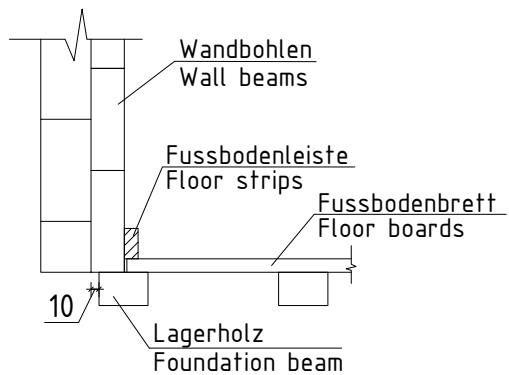 Wandbohlen
Wall beams
Fussbodenleiste
Floor strips
Fussbodenbrett
Floor boards
10
Lagerholz
Foundation beam